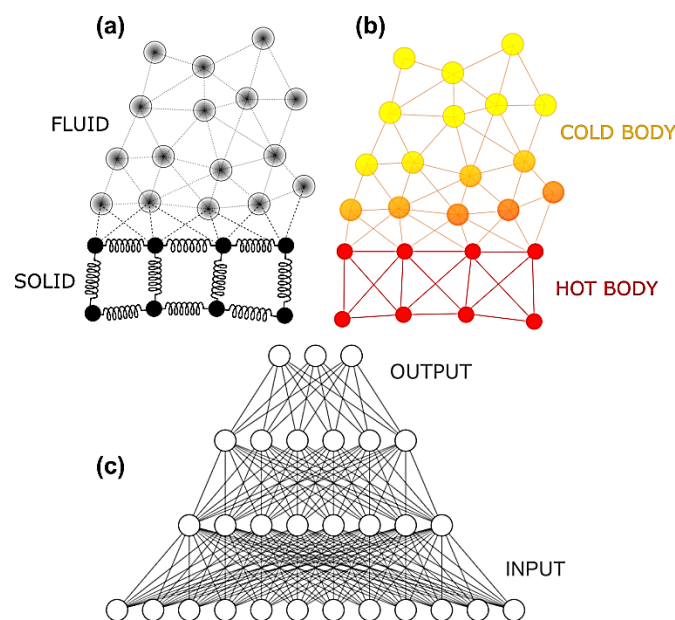 (a)
(b)
FLUID
COLD BODY
SOLID
HOT BODY
OUTPUT
(c)
INPUT